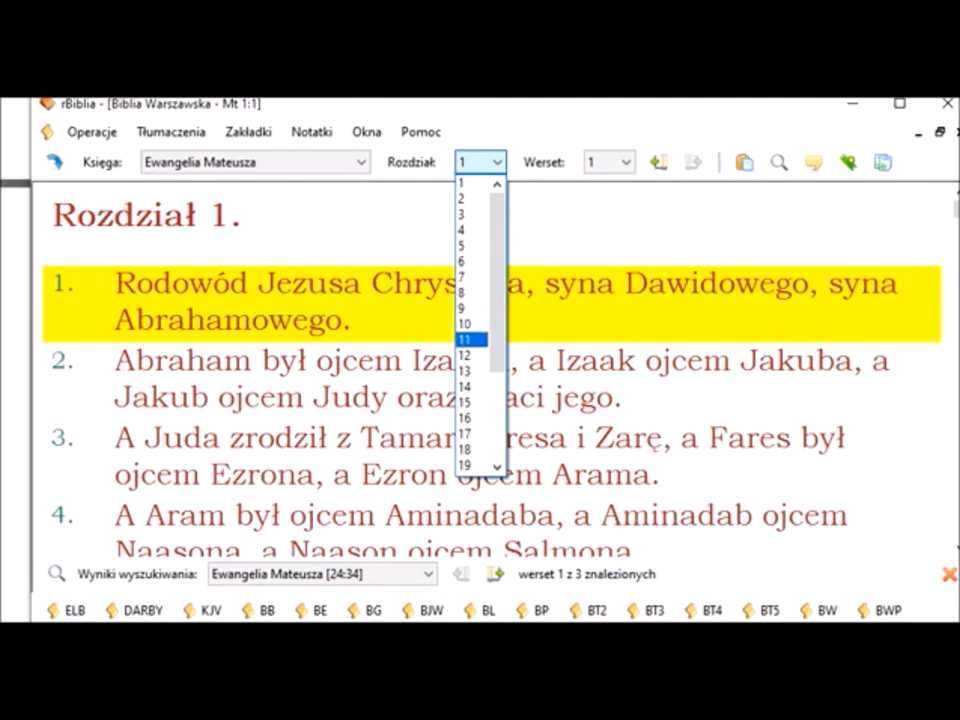 rBiblia - [Biblia Warszawska - Mt 1:1]
Operacje Tłumaczenia Zakładki Notatki Okna Pomoc
Księga: Ewangelia Mateusza Rozdział: 1 Werset: 1
1
2
3
4
5
6
7
8
9
10
11
12
13
14
15
16
17
18
19
Rozdział 1.
1. Rodowód Jezusa Chrys a, syna Dawidowego, syna
Abrahamowego.
2. Abraham był ojcem Iza , a Izaak ojcem Jakuba, a
Jakub ojcem Judy oraz aci jego.
3. A Juda zrodził z Tamar resa i Zarę, a Fares był
ojcem Ezrona, a Ezron ojcem Arama.
4. A Aram był ojcem Aminadaba, a Aminadab ojcem
Naasona, a Naason ojcem Salmona
Wyniki wyszukiwania: Ewangelia Mateusza [24:34] werset 1 z 3 znalezionych
ELB DARBY KJV BB BE BG BJW BL BP BT2 BT3 BT4 BT5 BW BWP